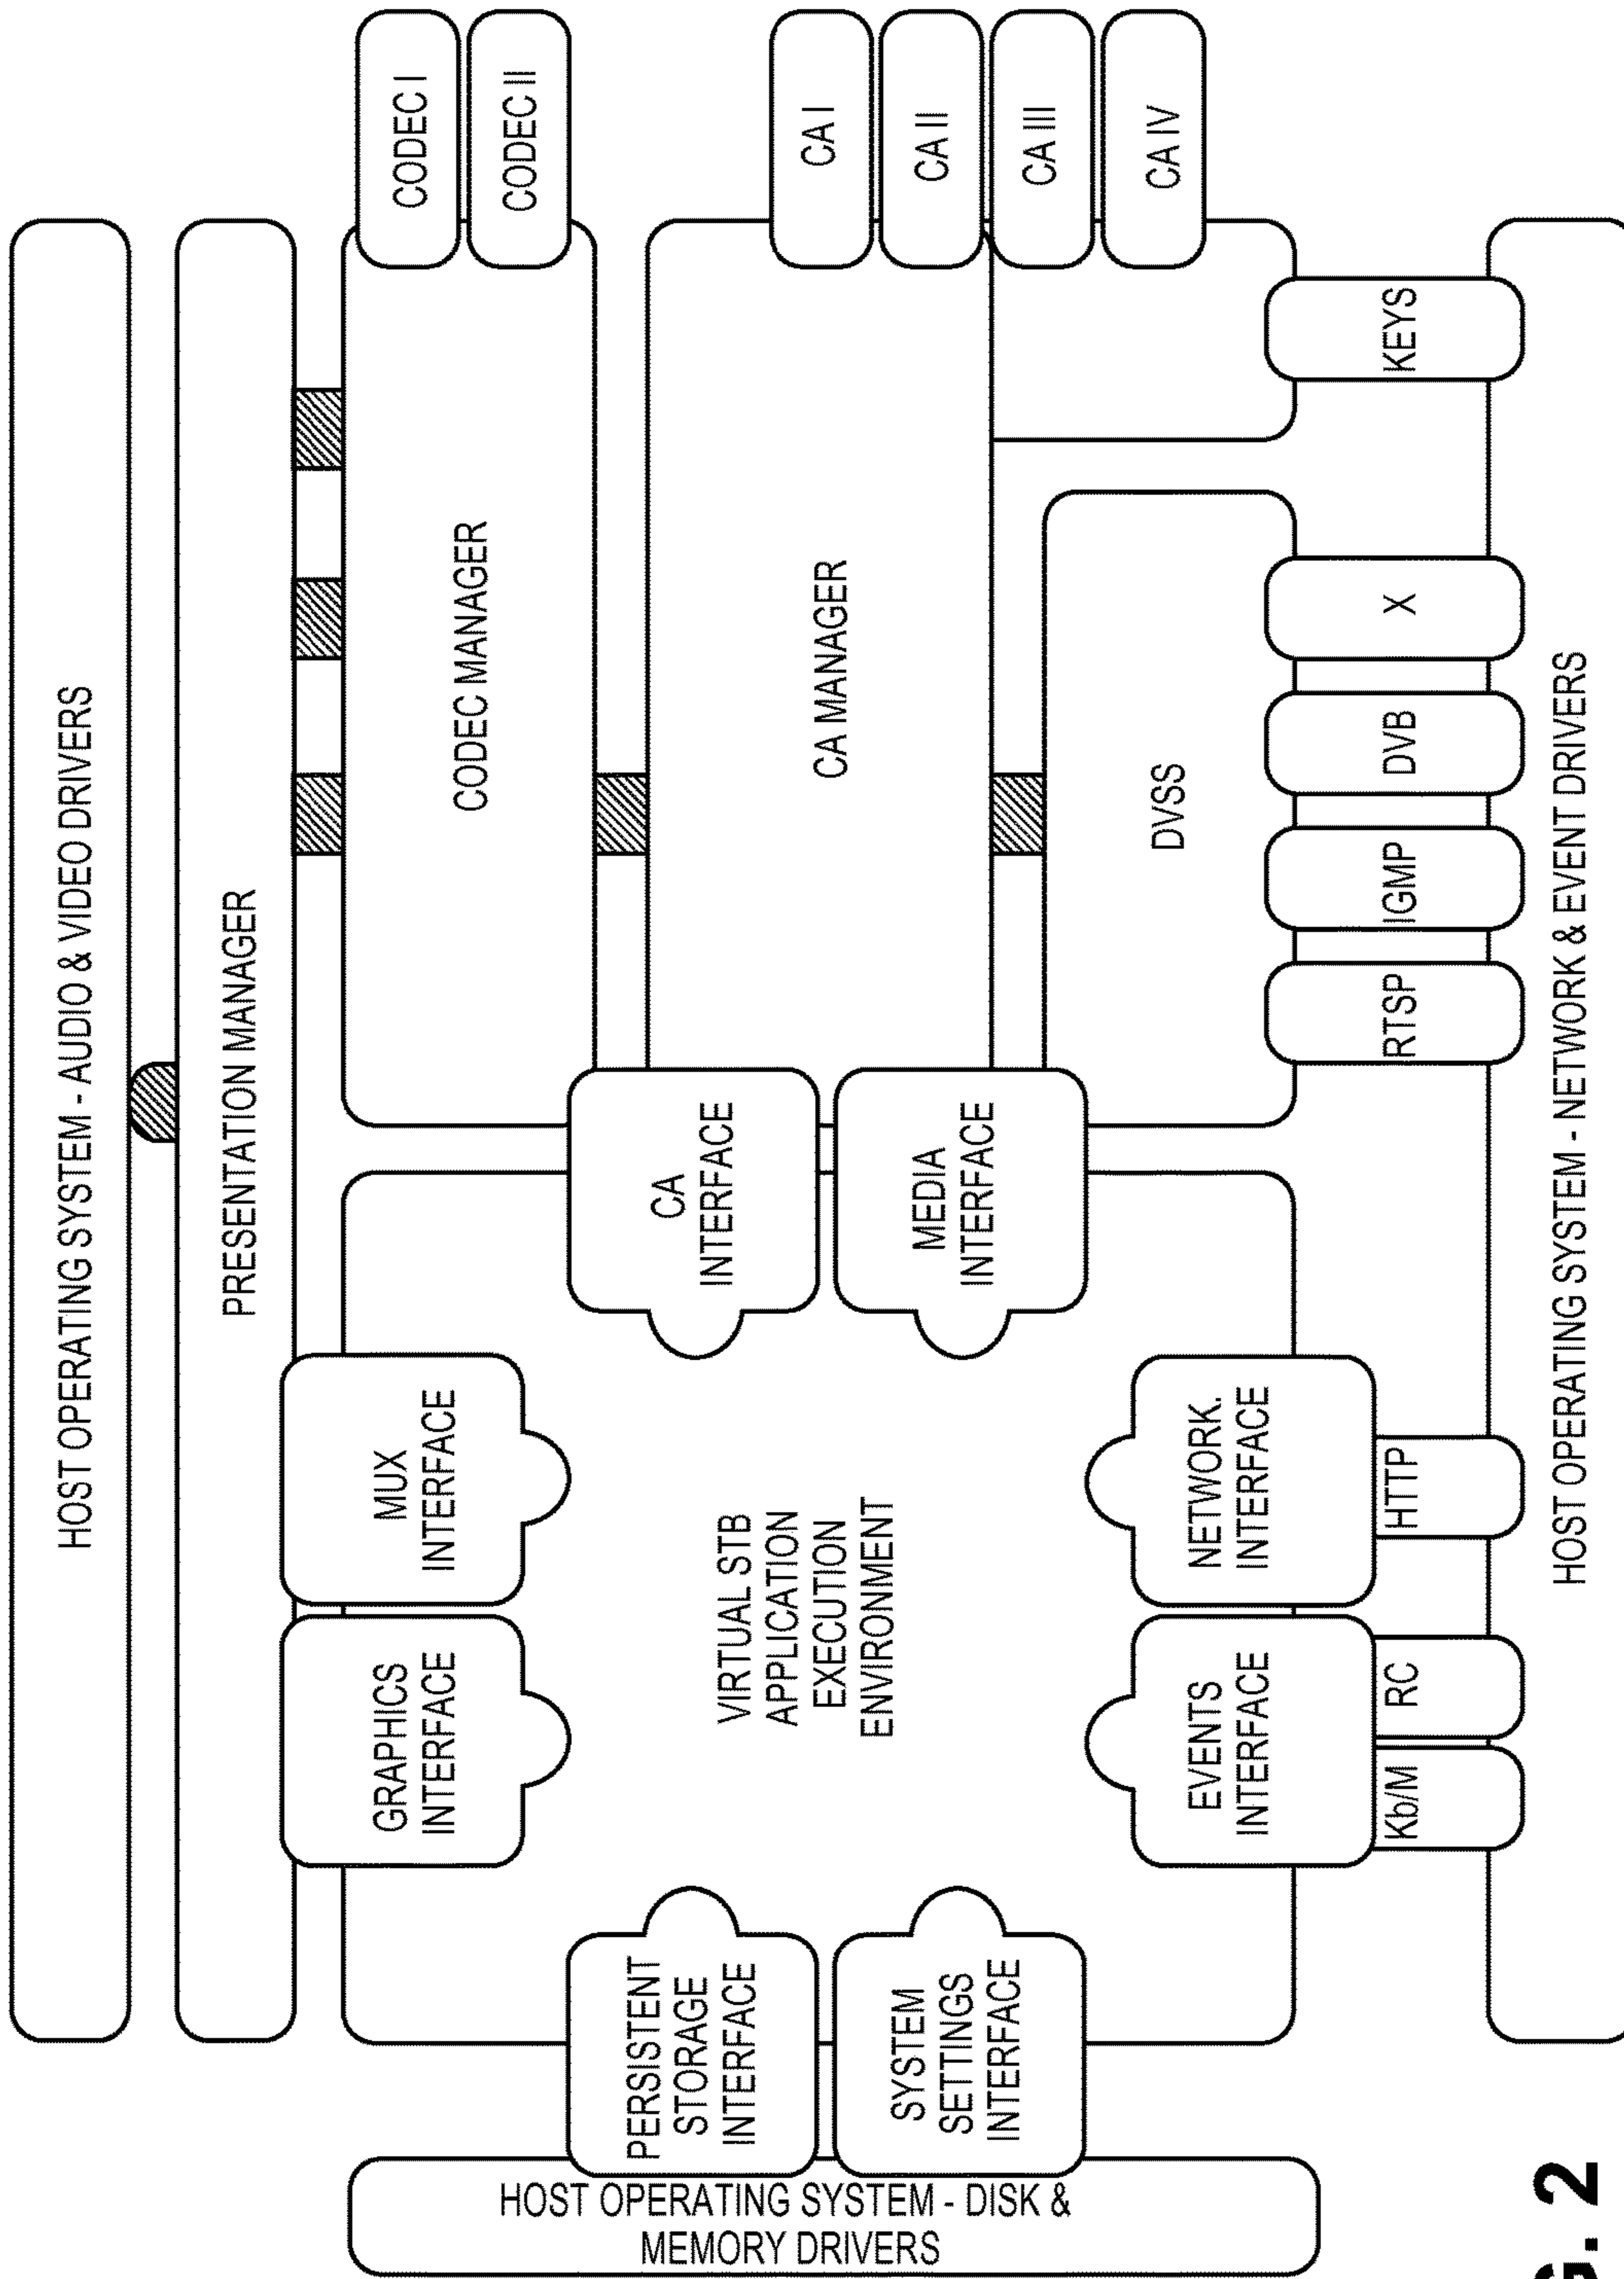 HOST OPERATING SYSTEM - AUDIO & VIDEO DRIVERS
PRESENTATION MANAGER
GRAPHICS
INTERFACE
MUX
INTERFACE
CODEC MANAGER
CODEC I
CODEC II
PERSISTENT
STORAGE
INTERFACE
SYSTEM
SETTINGS
INTERFACE
HOST OPERATING SYSTEM - DISK &
MEMORY DRIVERS
VIRTUAL STB
APPLICATION
EXECUTION
ENVIRONMENT
CA
INTERFACE
MEDIA
INTERFACE
CA MANAGER
CA I
CA II
CA III
CA IV
DVSS
EVENTS
INTERFACE
NETWORK.
INTERFACE
Kb/M
RC
HTTP
RTSP
IGMP
DVB
X
KEYS
HOST OPERATING SYSTEM - NETWORK & EVENT DRIVERS
G. 2